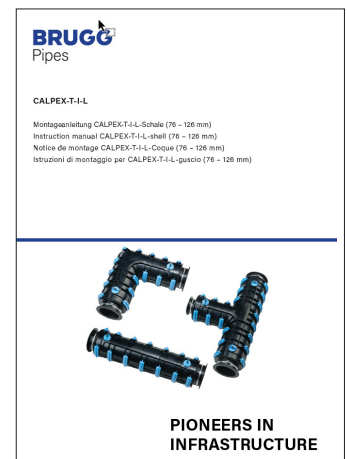 BRUGG
Pipes
CALPEX-T-I-L
Montageanleitung CALPEX-T-I-L-Schale (76 – 126 mm)
Instruction manual CALPEX-T-I-L-shell (76 – 126 mm)
Notice de montage CALPEX-T-I-L-Coque (76 – 126 mm)
Istruzioni di montaggio per CALPEX-T-I-L-guscio (76 – 126 mm)
PIONEERS IN
INFRASTRUCTURE